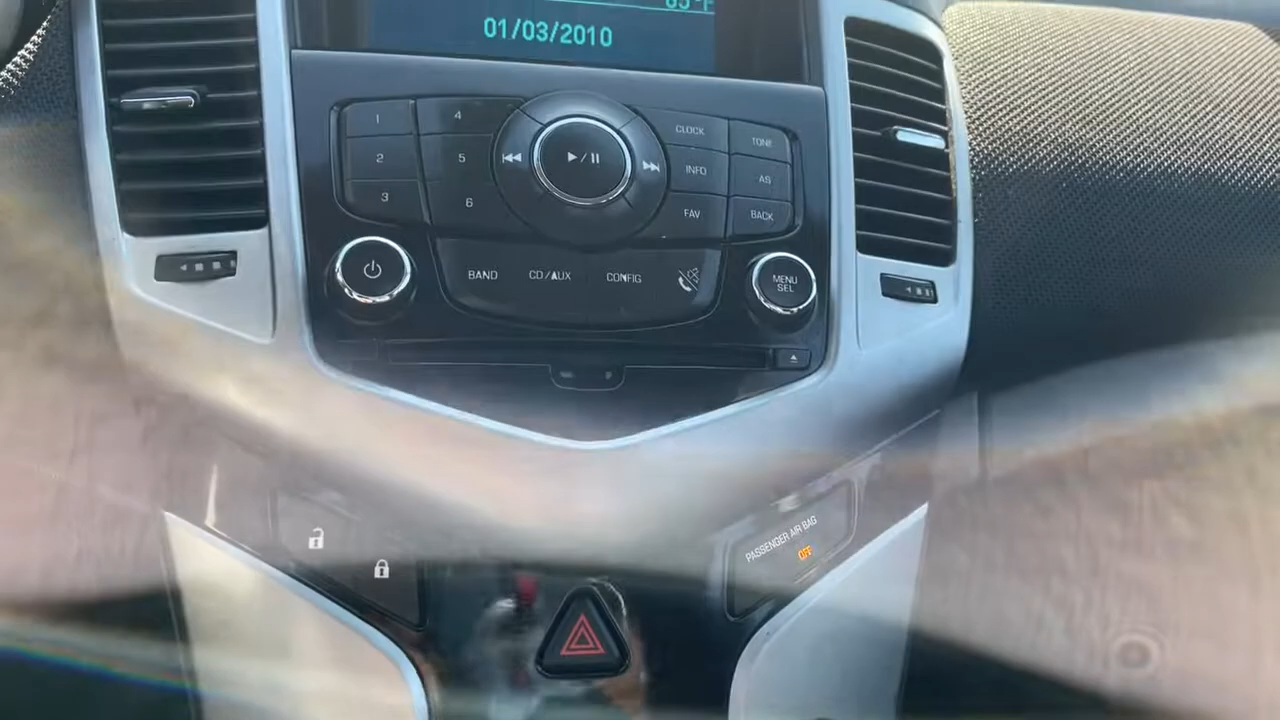 01/03/2010
1
4
2
5
3
6
CLOCK
TONE
INFO
AS
FAV
BACK
BAND
CD/AUX
CONFIG
MENU
SEL
PASSENGER AIR BAG
OFF